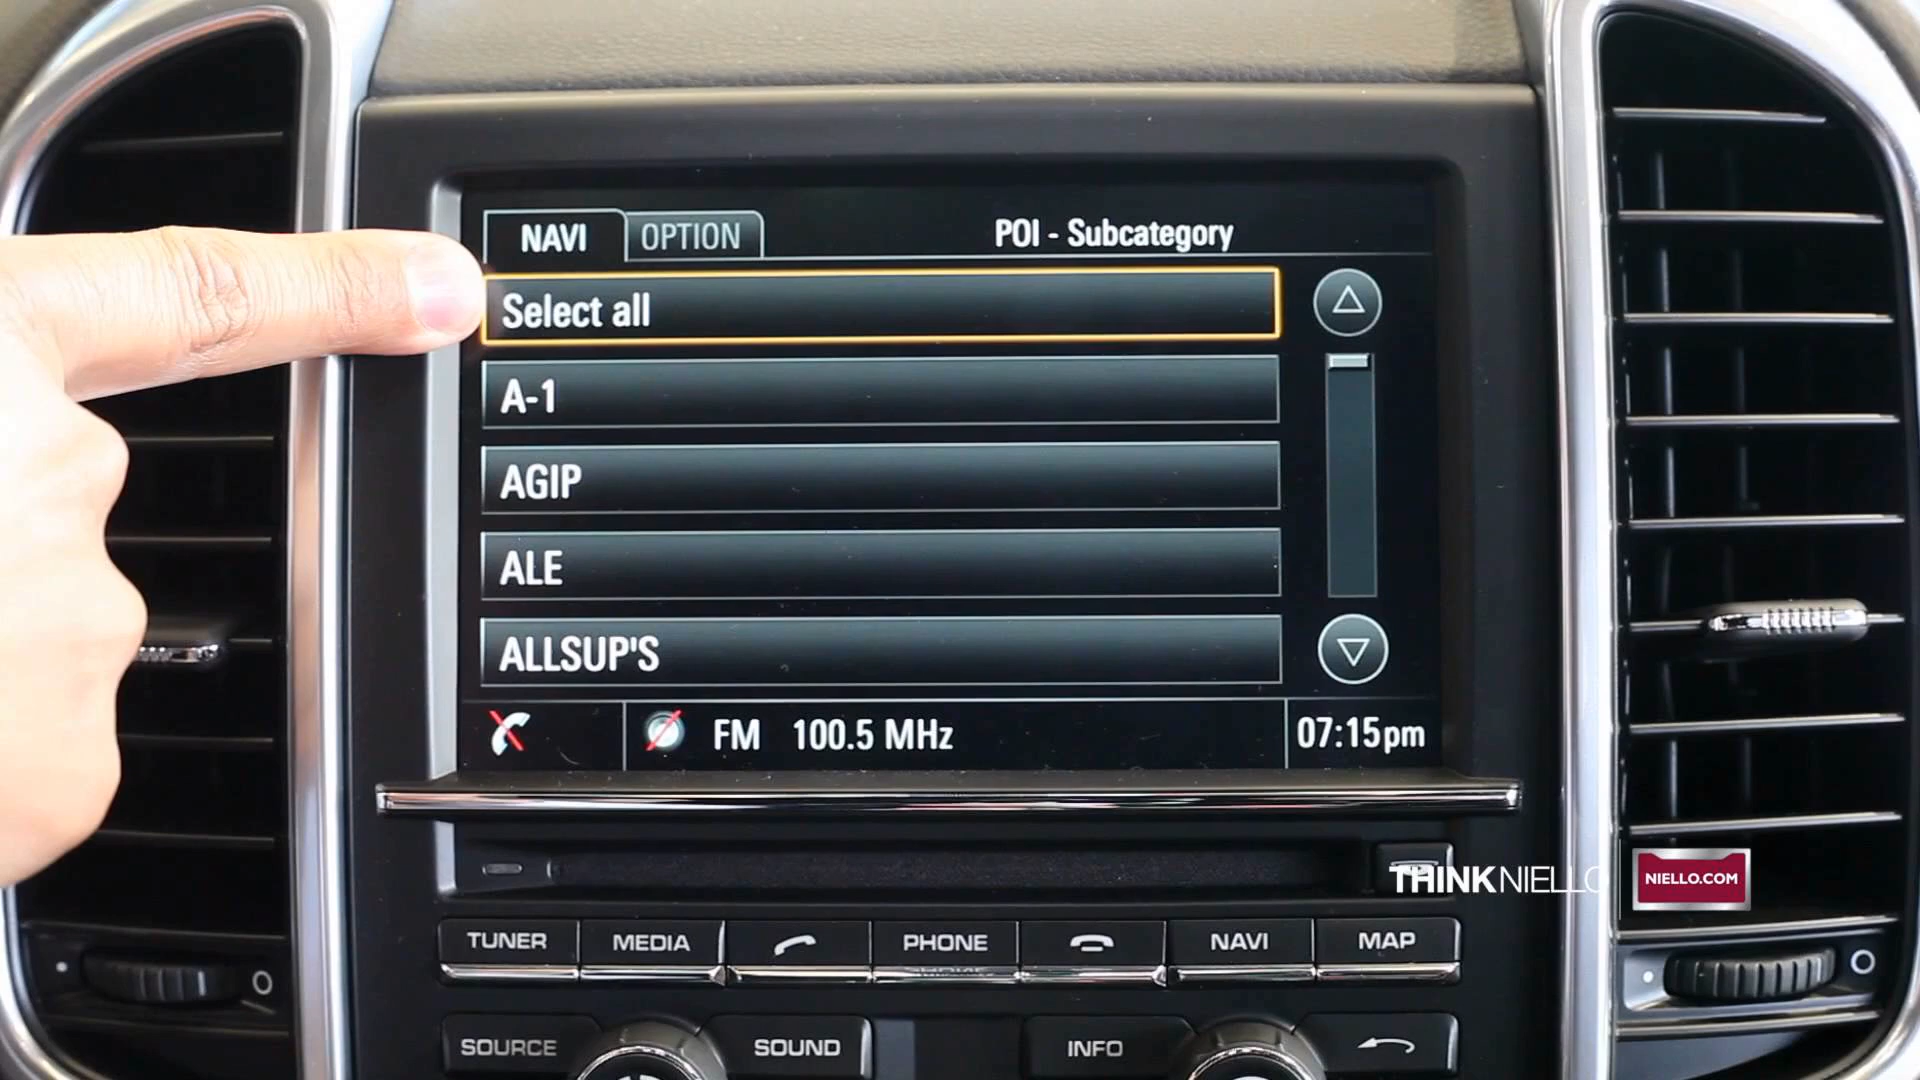 NAVI OPTION POI - Subcategory
Select all
A-1
AGIP
ALE
ALLSUP'S
FM 100.5 MHz 07:15pm
THINKNIELLO NIELLO.COM
TUNER MEDIA PHONE NAVI MAP
SOURCE SOUND INFO